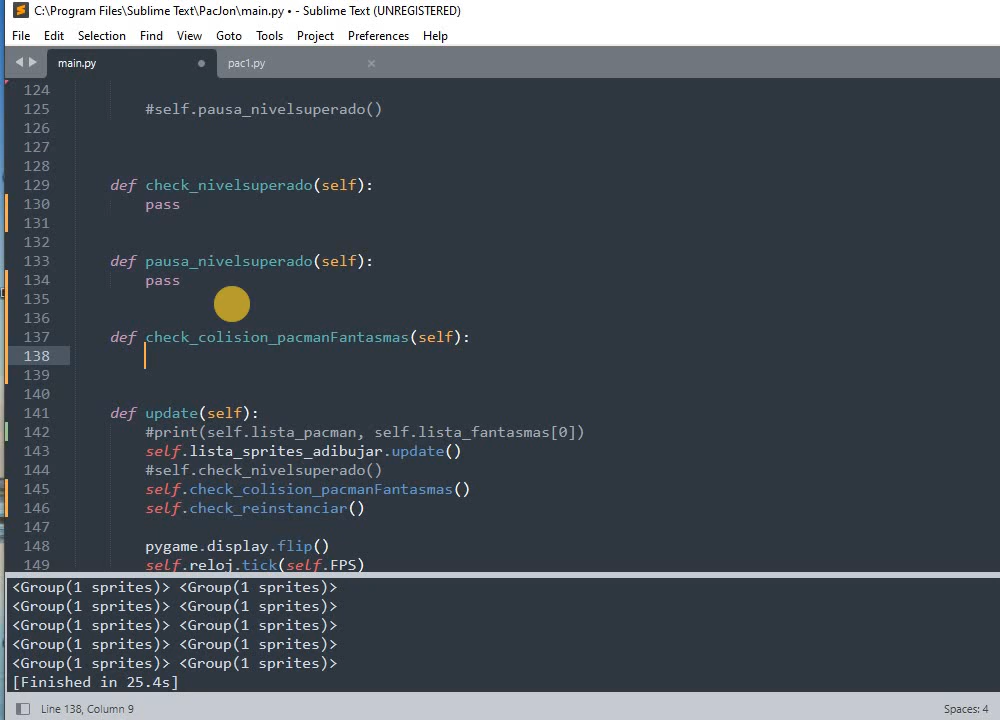 C:\Program Files\Sublime Text\PacJon\main.py • - Sublime Text (UNREGISTERED)
File Edit Selection Find View Goto Tools Project Preferences Help
main.py pac1.py
124
125 #self.pausa_nivelsuperado()
126
127
128
129 def check_nivelsuperado(self):
130 pass
131
132
133 def pausa_nivelsuperado(self):
134 pass
135
136
137 def check_colision_pacmanFantasmas(self):
138
139
140
141 def update(self):
142 #print(self.lista_pacman, self.lista_fantasmas[0])
143 self.lista_sprites_adibujar.update()
144 #self.check_nivelsuperado()
145 self.check_colision_pacmanFantasmas()
146 self.check_reinstanciar()
147
148 pygame.display.flip()
149 self.reloj.tick(self.FPS)
<Group(1 sprites)> <Group(1 sprites)>
<Group(1 sprites)> <Group(1 sprites)>
<Group(1 sprites)> <Group(1 sprites)>
<Group(1 sprites)> <Group(1 sprites)>
<Group(1 sprites)> <Group(1 sprites)>
[Finished in 25.4s]
Line 138, Column 9 Spaces: 4